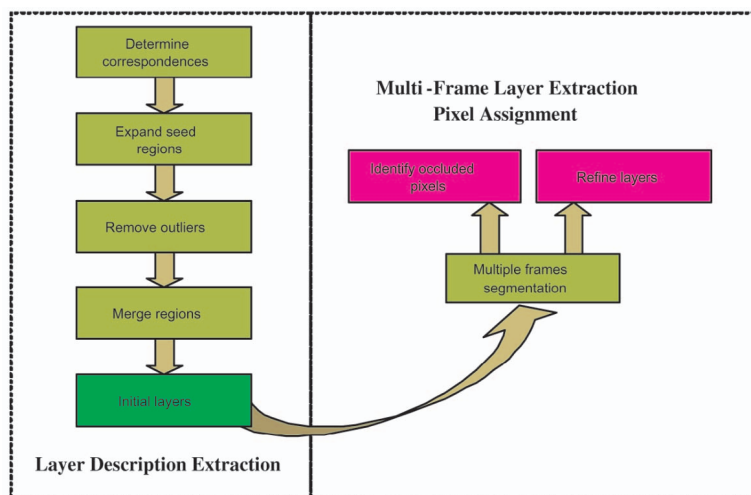 Determine
correspondences
Expand seed
regions
Remove outliers
Merge regions
Initial layers
Layer Description Extraction
Multi -Frame Layer Extraction
Pixel Assignment
Identify occluded
pixels
Refine layers
Multiple frames
segmentation